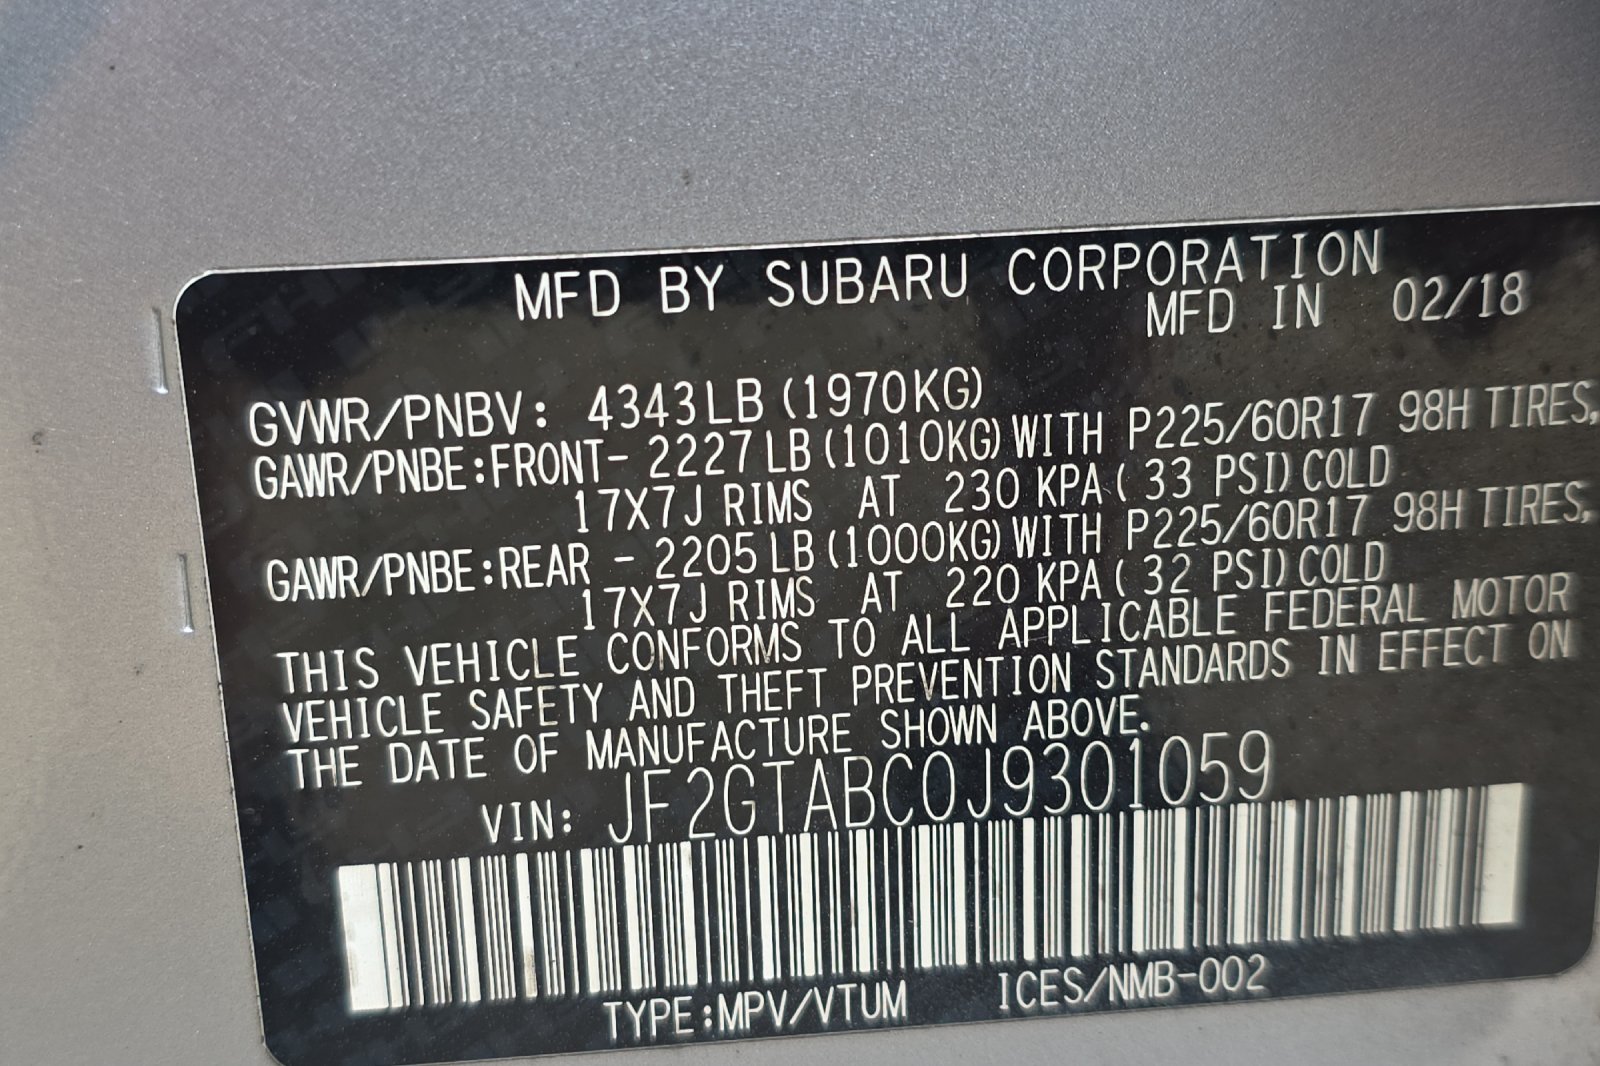 MFD BY SUBARU CORPORATION
MFD IN 02/18
GVWR/PNBV: 4343LB (1970KG)
GAWR/PNBE:FRONT- 2227LB (1010KG) WITH P225/60R17 98H TIRES,
17X7J RIMS AT 230 KPA ( 33 PSI) COLD
GAWR/PNBE:REAR - 2205LB (1000KG) WITH P225/60R17 98H TIRES,
17X7J RIMS AT 220 KPA ( 32 PSI) COLD
THIS VEHICLE CONFORMS TO ALL APPLICABLE FEDERAL MOTOR
VEHICLE SAFETY AND THEFT PREVENTION STANDARDS IN EFFECT ON
THE DATE OF MANUFACTURE SHOWN ABOVE.
VIN: JF2GTABC0J9301059
TYPE:MPV/VTUM ICES/NMB-002